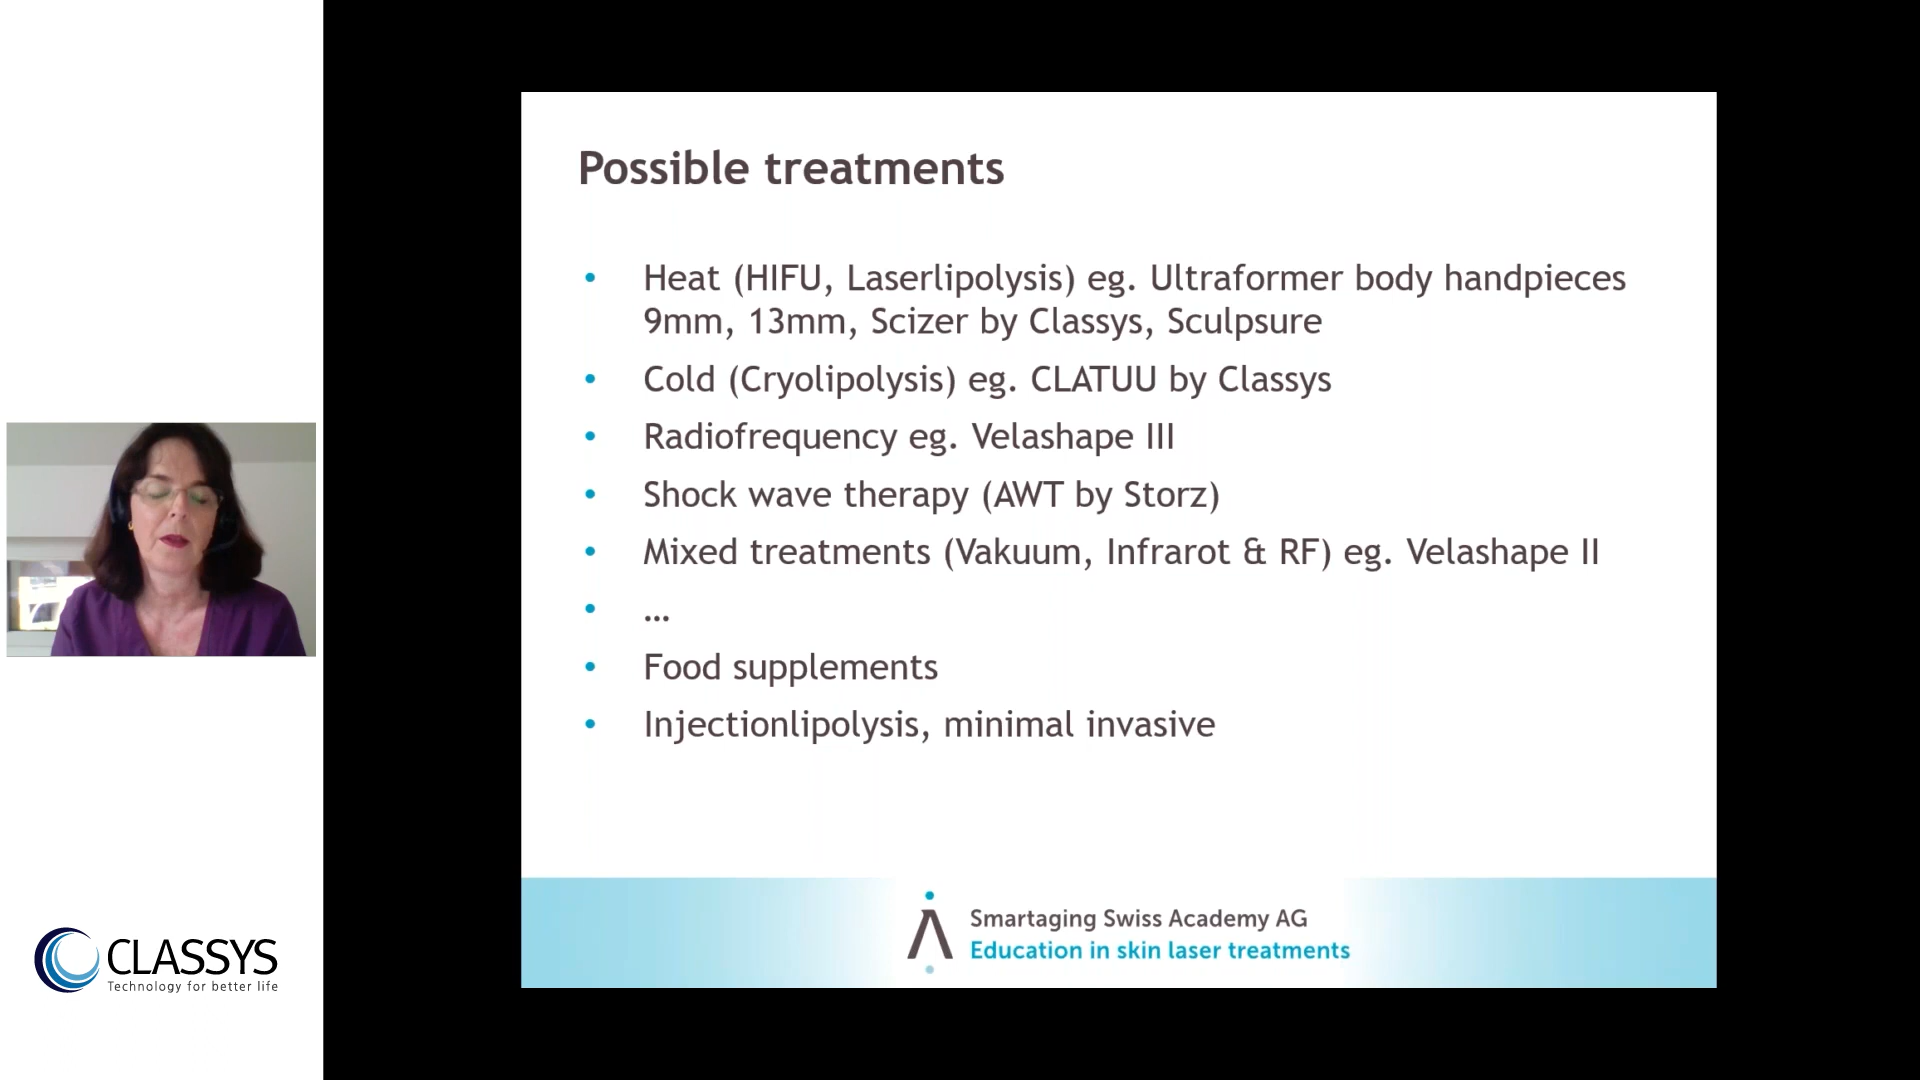 Possible treatments
• Heat (HIFU, Laserlipolysis) eg. Ultraformer body handpieces
9mm, 13mm, Scizer by Classys, Sculpsure
• Cold (Cryolipolysis) eg. CLATUU by Classys
• Radiofrequency eg. Velashape III
• Shock wave therapy (AWT by Storz)
• Mixed treatments (Vakuum, Infrarot & RF) eg. Velashape II
• …
• Food supplements
• Injectionlipolysis, minimal invasive
Smartaging Swiss Academy AG
Education in skin laser treatments
CLASSYS
Technology for better life